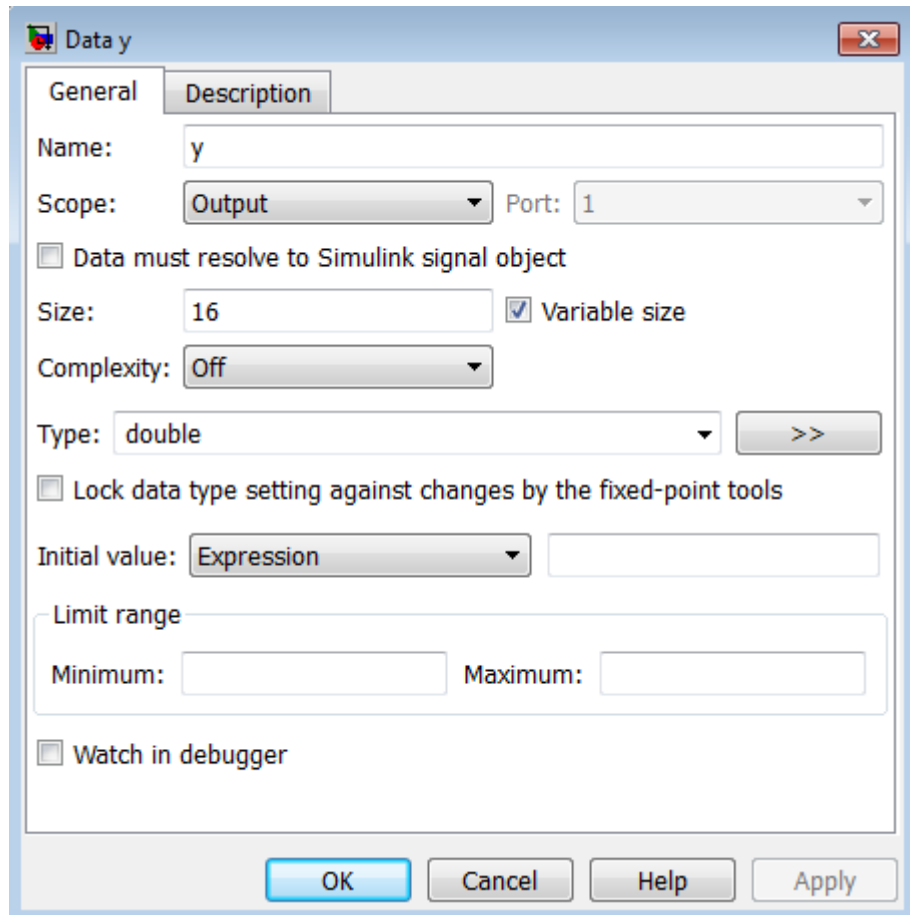 Data y
General Description
Name: y
Scope: Output Port: 1
Data must resolve to Simulink signal object
Size: 16 Variable size
Complexity: Off
Type: double >>
Lock data type setting against changes by the fixed-point tools
Initial value: Expression
Limit range
Minimum: Maximum:
Watch in debugger
OK Cancel Help Apply